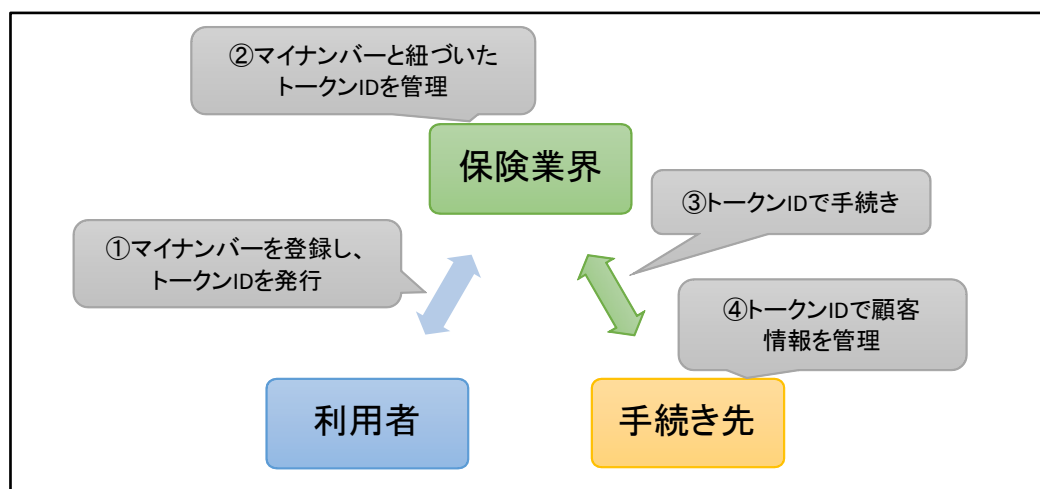 ②マイナンバーと紐づいた
トークンIDを管理
保険業界
③トークンIDで手続き
①マイナンバーを登録し、
トークンIDを発行
④トークンIDで顧客
情報を管理
利用者
手続き先